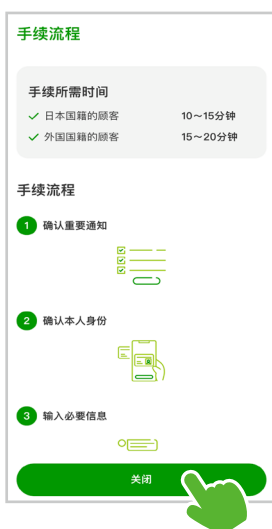 手续流程
手续所需时间
日本国籍的顾客 10～15分钟
外国国籍的顾客 15～20分钟
手续流程
1 确认重要通知
2 确认本人身份
3 输入必要信息
关闭